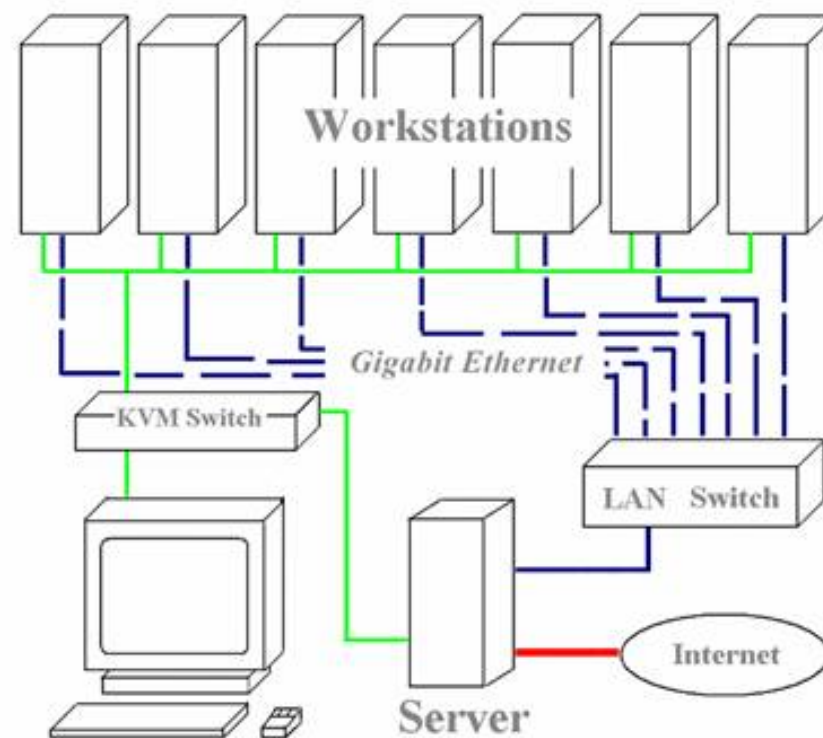 Workstations
Gigabit Ethernet
KVM Switch
LAN Switch
Internet
Server